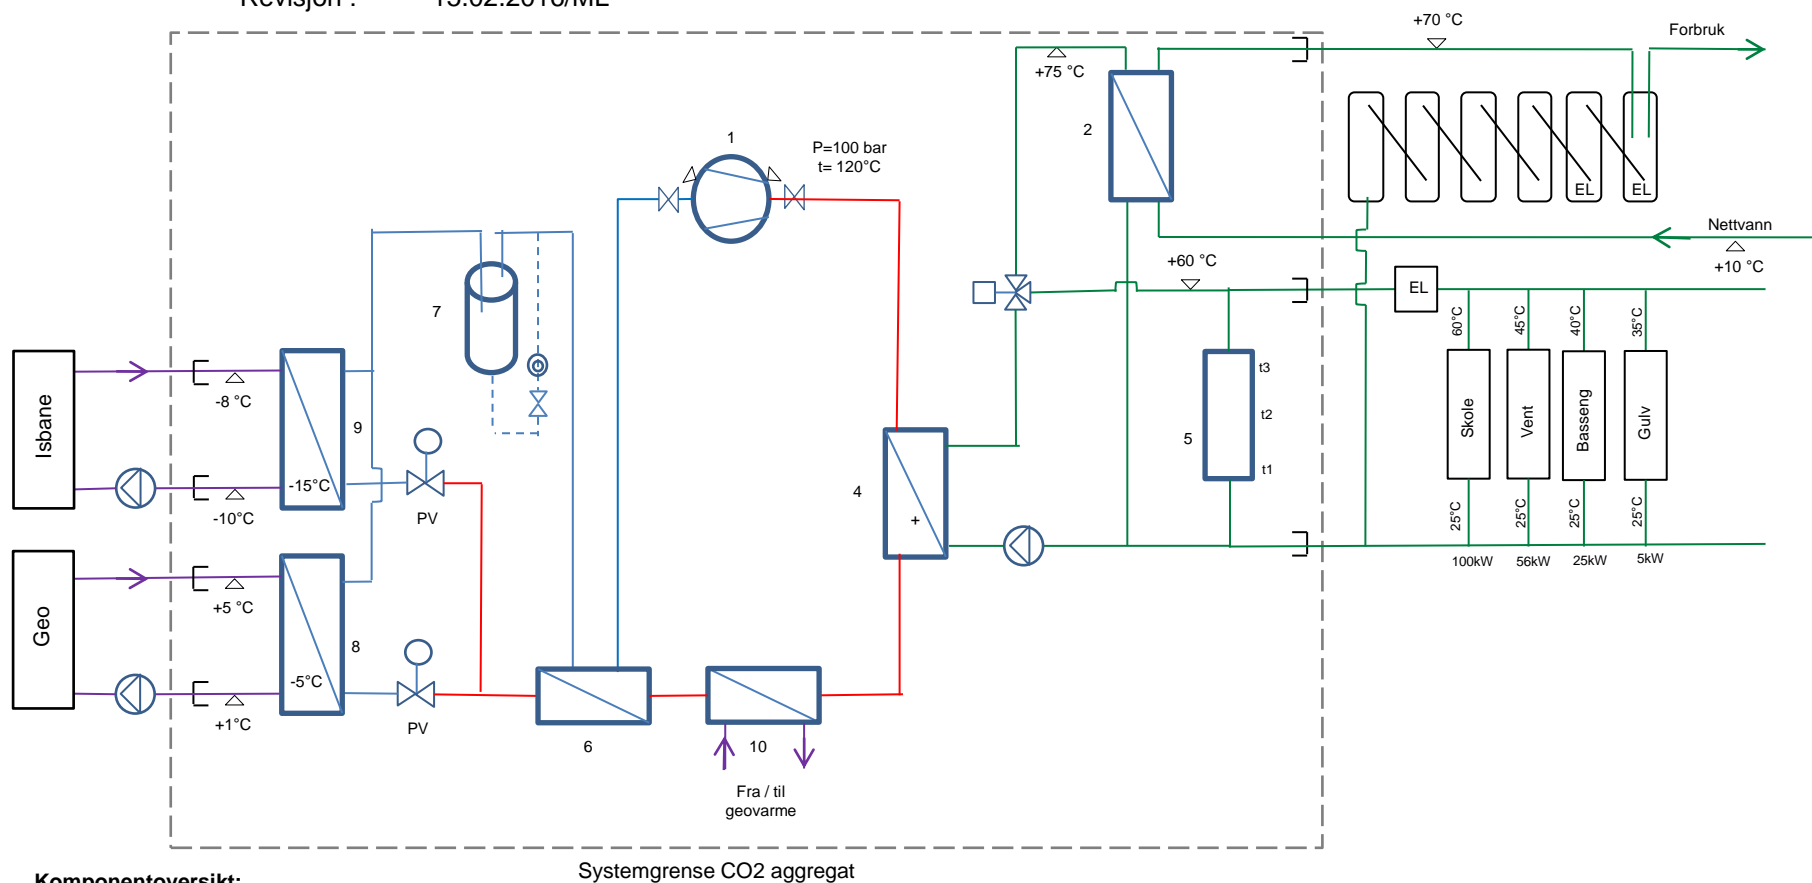 +70 °C
Forbruk
+75 °C
1
2
P=100 bar
t= 120°C
EL
EL
Nettvann
+10 °C
+60 °C
EL
7
60°C
45°C
40°C
35°C
Isbane
-8 °C
9
-15°C
-10°C
PV
t3
t2
t1
5
Skole
Vent
Basseng
Gulv
4
+
25°C
25°C
25°C
25°C
100kW
56kW
25kW
5kW
Geo
+5 °C
8
-5°C
+1°C
PV
6
10
Fra / til
geovarme
Systemgrense CO2 aggregat